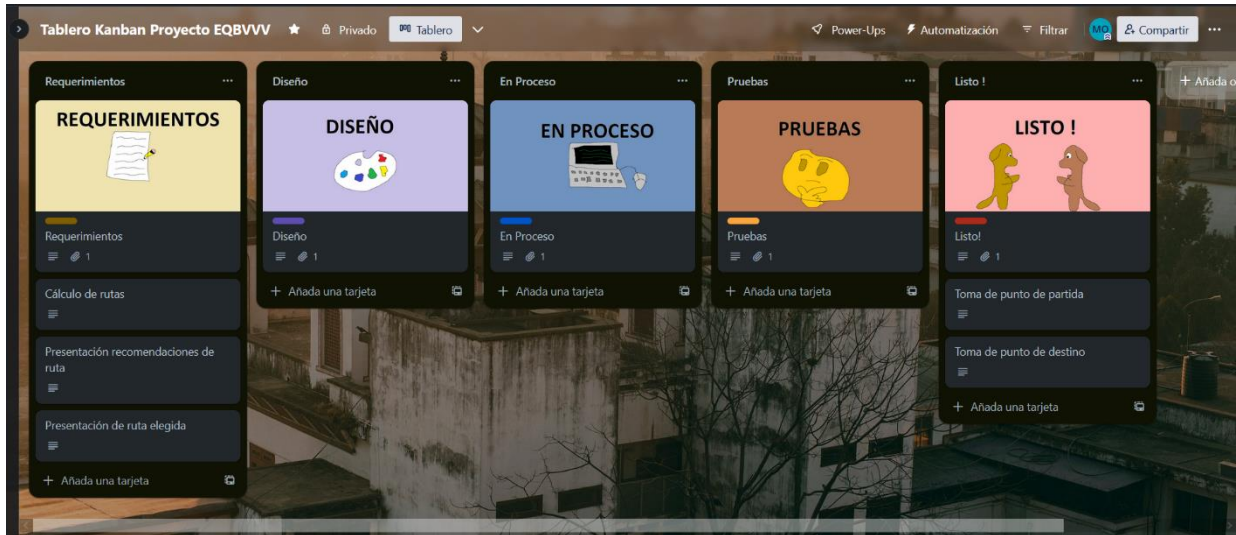 Tablero Kanban Proyecto EQBVVV
Privado
Tablero
Power-Ups
Automatización
Filtrar
MO
Compartir
Requerimientos
REQUERIMIENTOS
Requerimientos
1
Cálculo de rutas
Presentación recomendaciones de
ruta
Presentación de ruta elegida
+ Añada una tarjeta
Diseño
DISEÑO
Diseño
1
+ Añada una tarjeta
En Proceso
EN PROCESO
En Proceso
1
+ Añada una tarjeta
Pruebas
PRUEBAS
Pruebas
1
+ Añada una tarjeta
Listo !
LISTO !
Listo!
1
Toma de punto de partida
Toma de punto de destino
+ Añada una tarjeta
+ Añada o